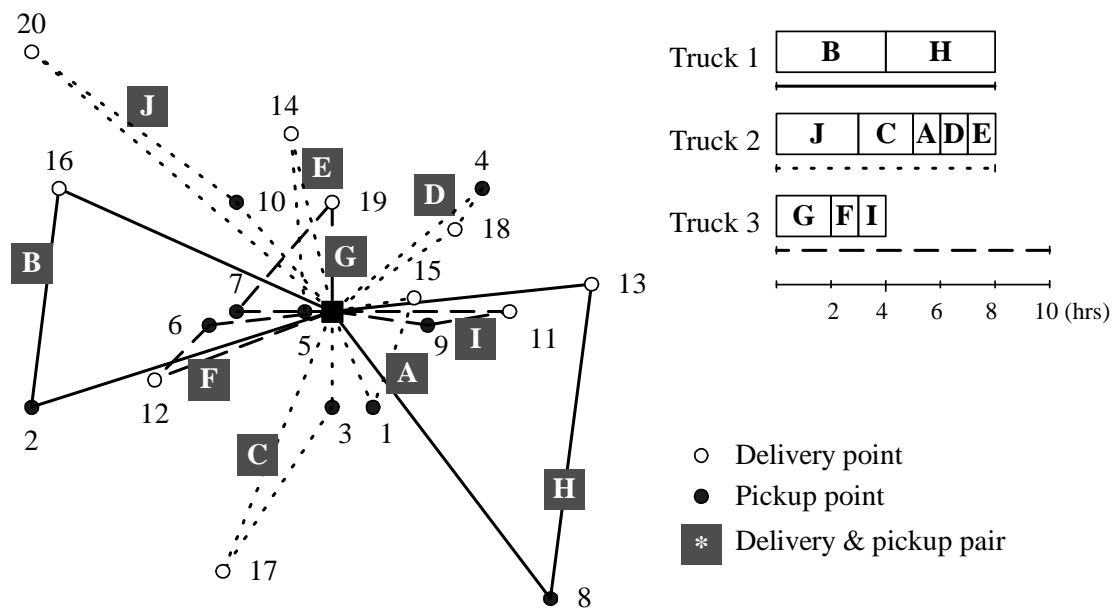 20
J
14
E
4
D
16
10
19
18
G
B
7
15
13
6
5
9
I
11
F
A
12
2
3
1
C
H
17
8
Truck 1
B H
Truck 2
J C A D E
Truck 3
G F I
2 4 6 8 10 (hrs)
Delivery point
Pickup point
* Delivery & pickup pair